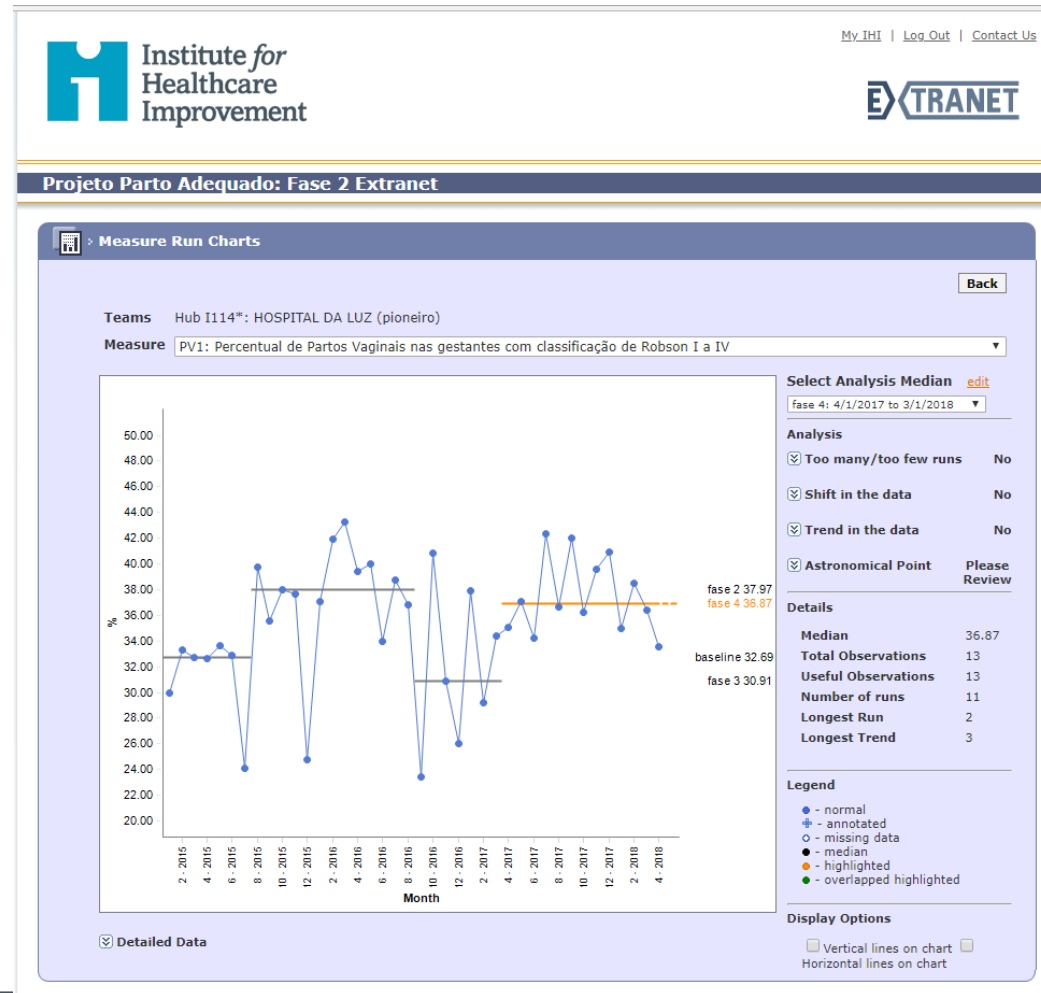 My IHI | Log Out | Contact Us
Institute for
Healthcare
Improvement
EXTRANET
Projeto Parto Adequado: Fase 2 Extranet
Measure Run Charts
Back
Teams Hub I114*: HOSPITAL DA LUZ (pioneiro)
Measure PV1: Percentual de Partos Vaginais nas gestantes com classificação de Robson I a IV
50.00
48.00
46.00
44.00
42.00
40.00
38.00
36.00
34.00
32.00
30.00
28.00
26.00
24.00
22.00
20.00
%
fase 2 37.97
fase 4 36.87
baseline 32.69
fase 3 30.91
2 - 2015
4 - 2015
6 - 2015
8 - 2015
10 - 2015
12 - 2015
2 - 2016
4 - 2016
6 - 2016
8 - 2016
10 - 2016
12 - 2016
2 - 2017
4 - 2017
6 - 2017
8 - 2017
10 - 2017
12 - 2017
2 - 2018
4 - 2018
Month
Select Analysis Median edit
fase 4: 4/1/2017 to 3/1/2018
Analysis
Too many/too few runs No
Shift in the data No
Trend in the data No
Astronomical Point Please
Review
Details
Median 36.87
Total Observations 13
Useful Observations 13
Number of runs 11
Longest Run 2
Longest Trend 3
Legend
- normal
- annotated
- missing data
- median
- highlighted
- overlapped highlighted
Display Options
Vertical lines on chart
Horizontal lines on chart
Detailed Data